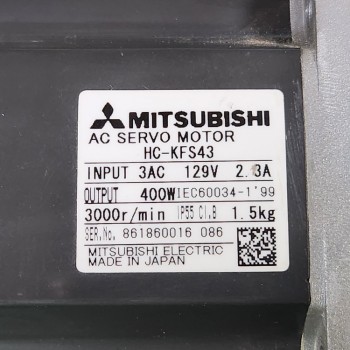 MITSUBISHI
AC SERVO MOTOR
HC-KFS43
INPUT 3AC 129V 2.3A
OUTPUT 400W IEC60034-1'99
3000r/min IP55 Cl.B 1.5kg
SER.No. 861860016 086
MITSUBISHI ELECTRIC
MADE IN JAPAN